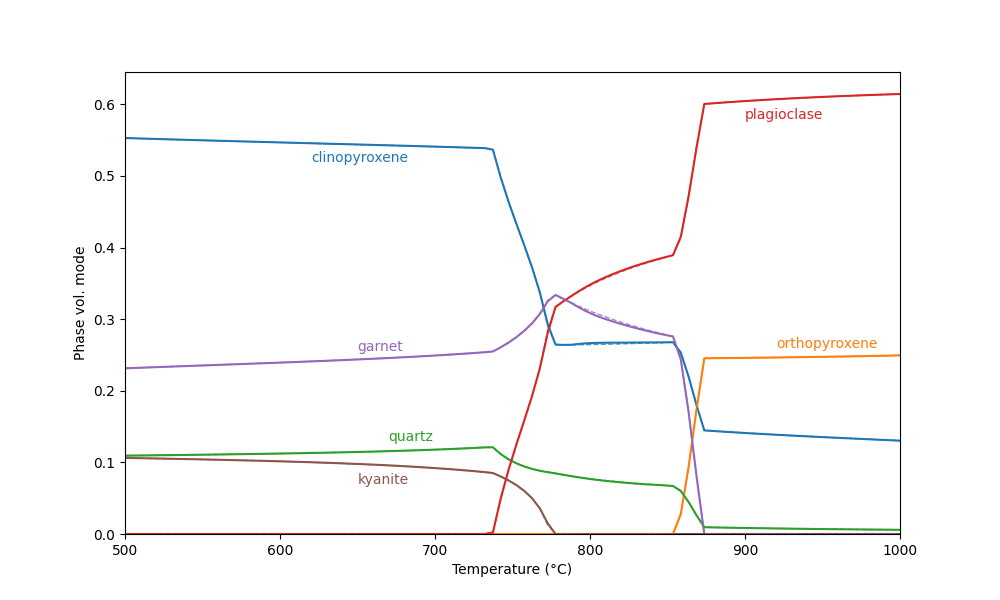 0.6
plagioclase
clinopyroxene
0.5
0.4
Phase vol. mode
0.3
garnet
orthopyroxene
0.2
quartz
0.1
kyanite
0.0
500
600
700
800
900
1000
Temperature (°C)